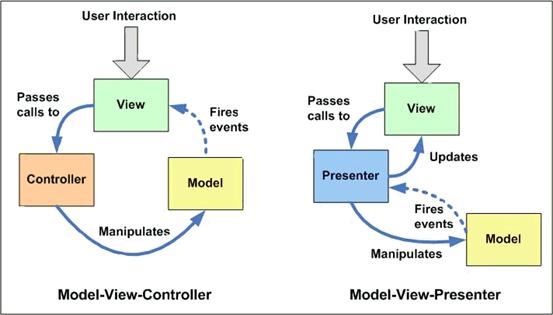 User Interaction
Passes
calls to
View
Fires
events
Controller
Model
Manipulates
Model-View-Controller
User Interaction
Passes
calls to
View
Updates
Presenter
Fires
events
Manipulates
Model
Model-View-Presenter